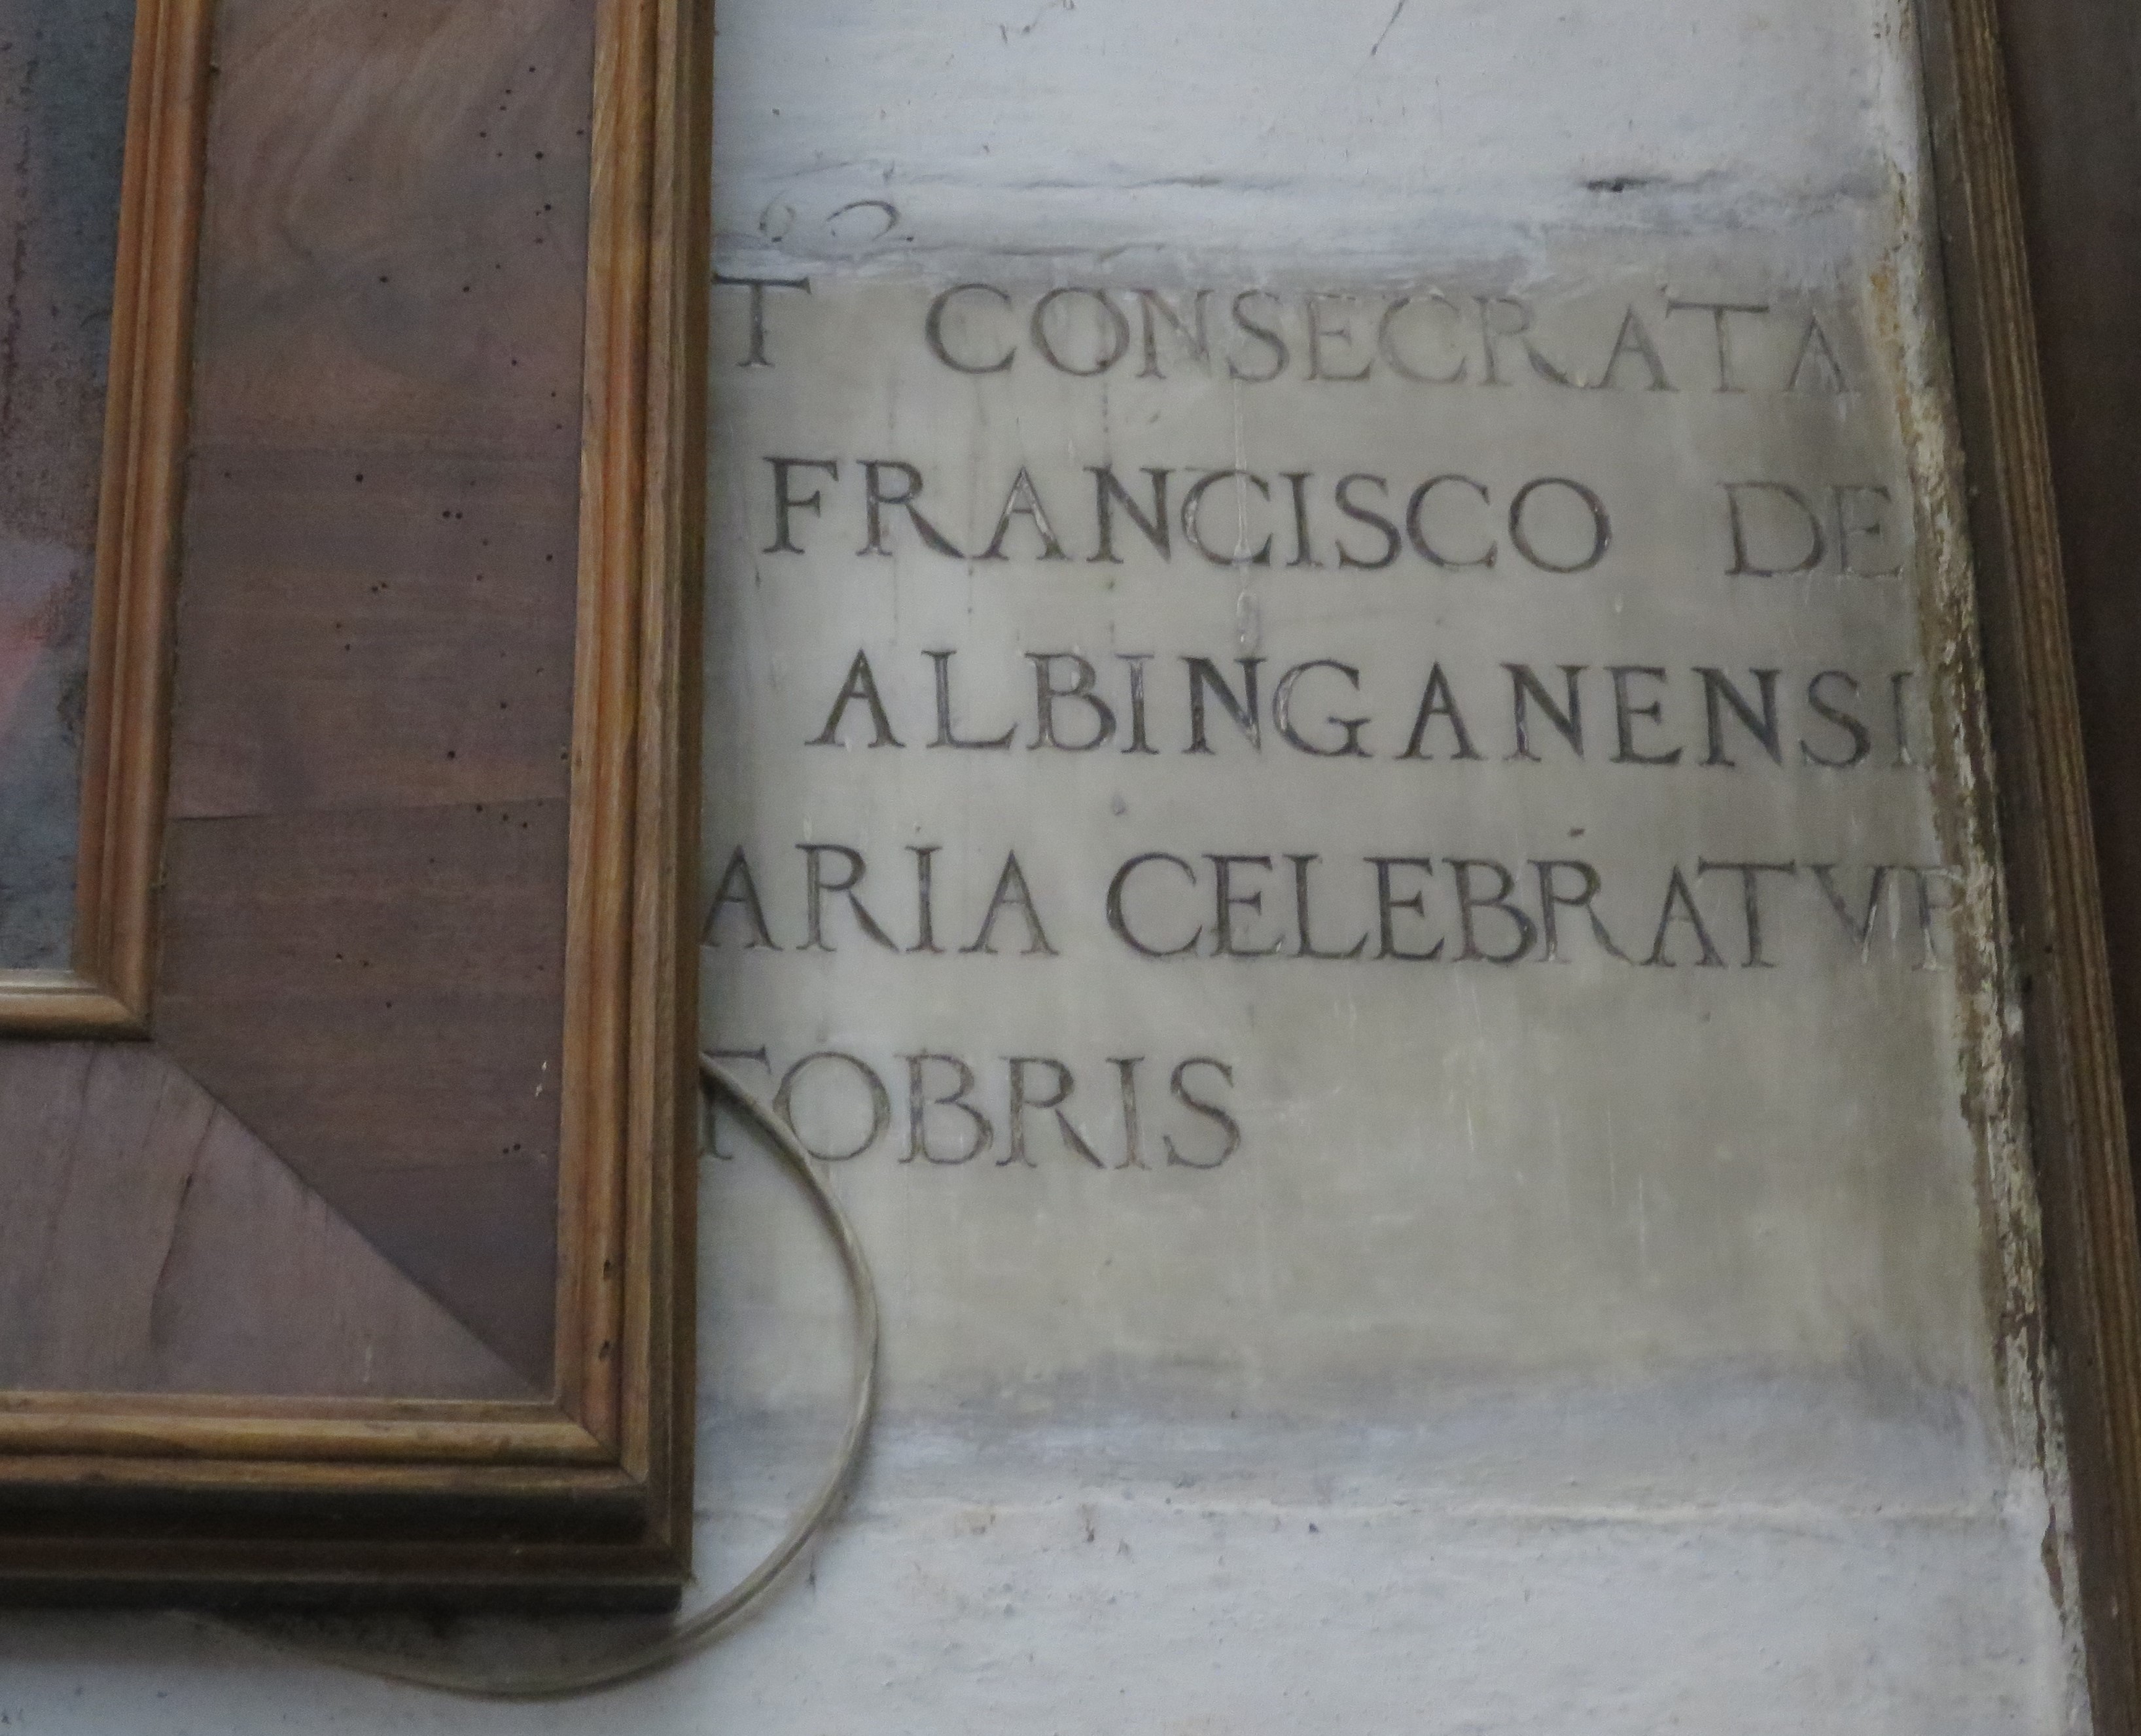 T CONSECRATA
FRANCISCO DE
ALBINGANENSI
ARIA CELEBRATVR
TOBRIS